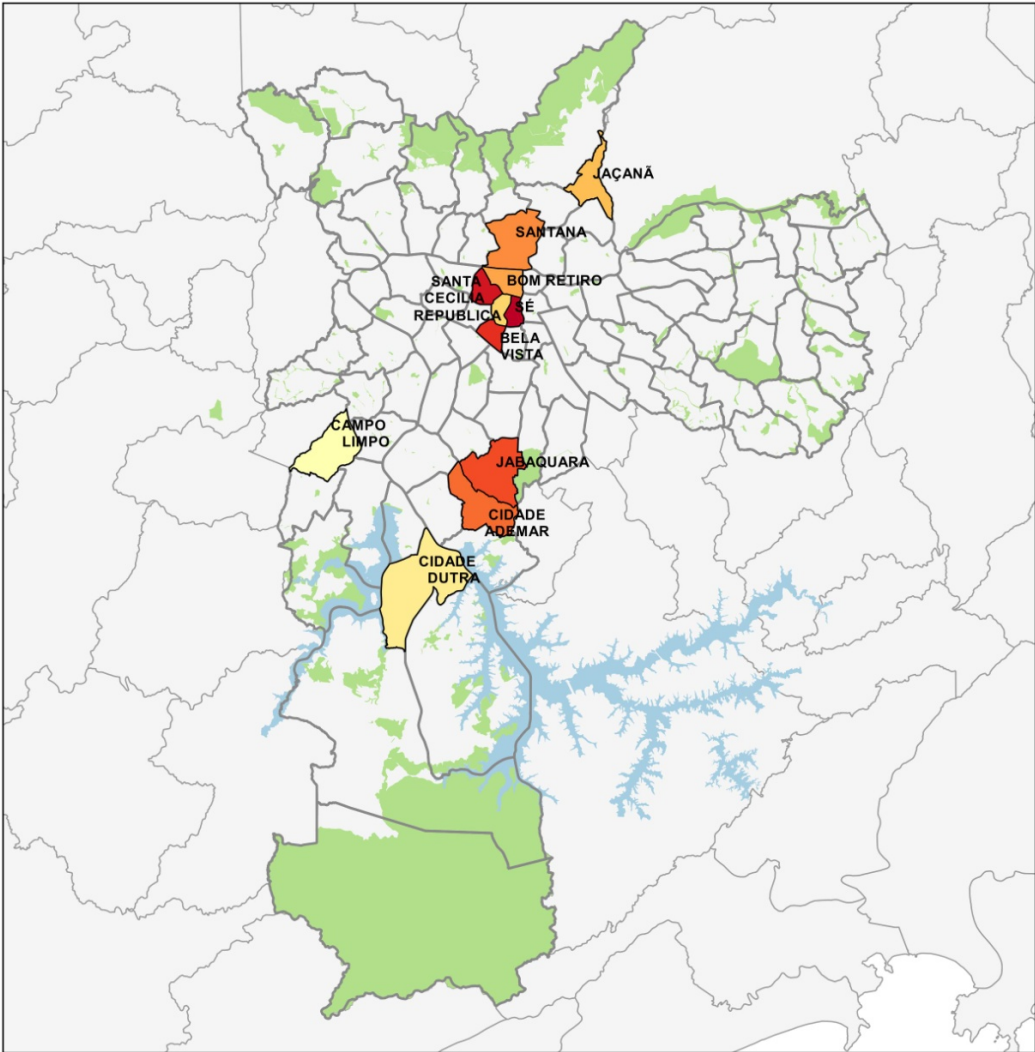 JAÇANÃ
SANTANA
BOM RETIRO
SANTA
CECILIA
REPUBLICA
SÉ
BELA
VISTA
CAMPO
LIMPO
JABAQUARA
CIDADE
ADEMAR
CIDADE
DUTRA